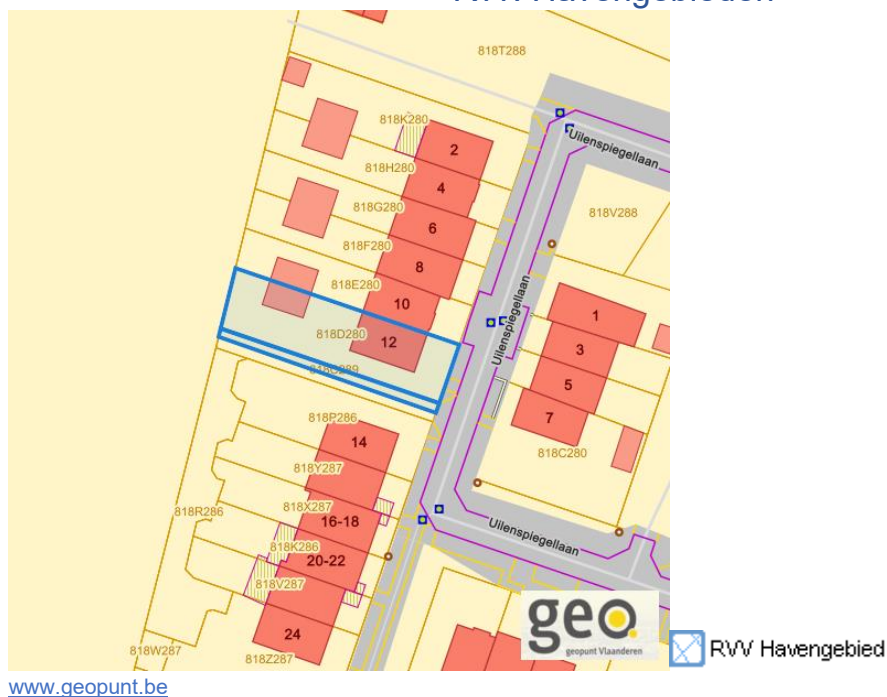 RVV Havengebieden
818T288
Uilenspiegellaan
818K280
2
818H280
4
818V288
818G280
6
818F280
8
818E280
Uilenspiegellaan
10
1
818D280
12
3
5
7
818P286
14
818C280
818Y287
818X287
818R286
16-18
Uilenspiegellaan
818K286
20-22
818V287
24
818W287
818Z287
geo.
geopunt Vlaanderen
RVV Havengebied
www.geopunt.be